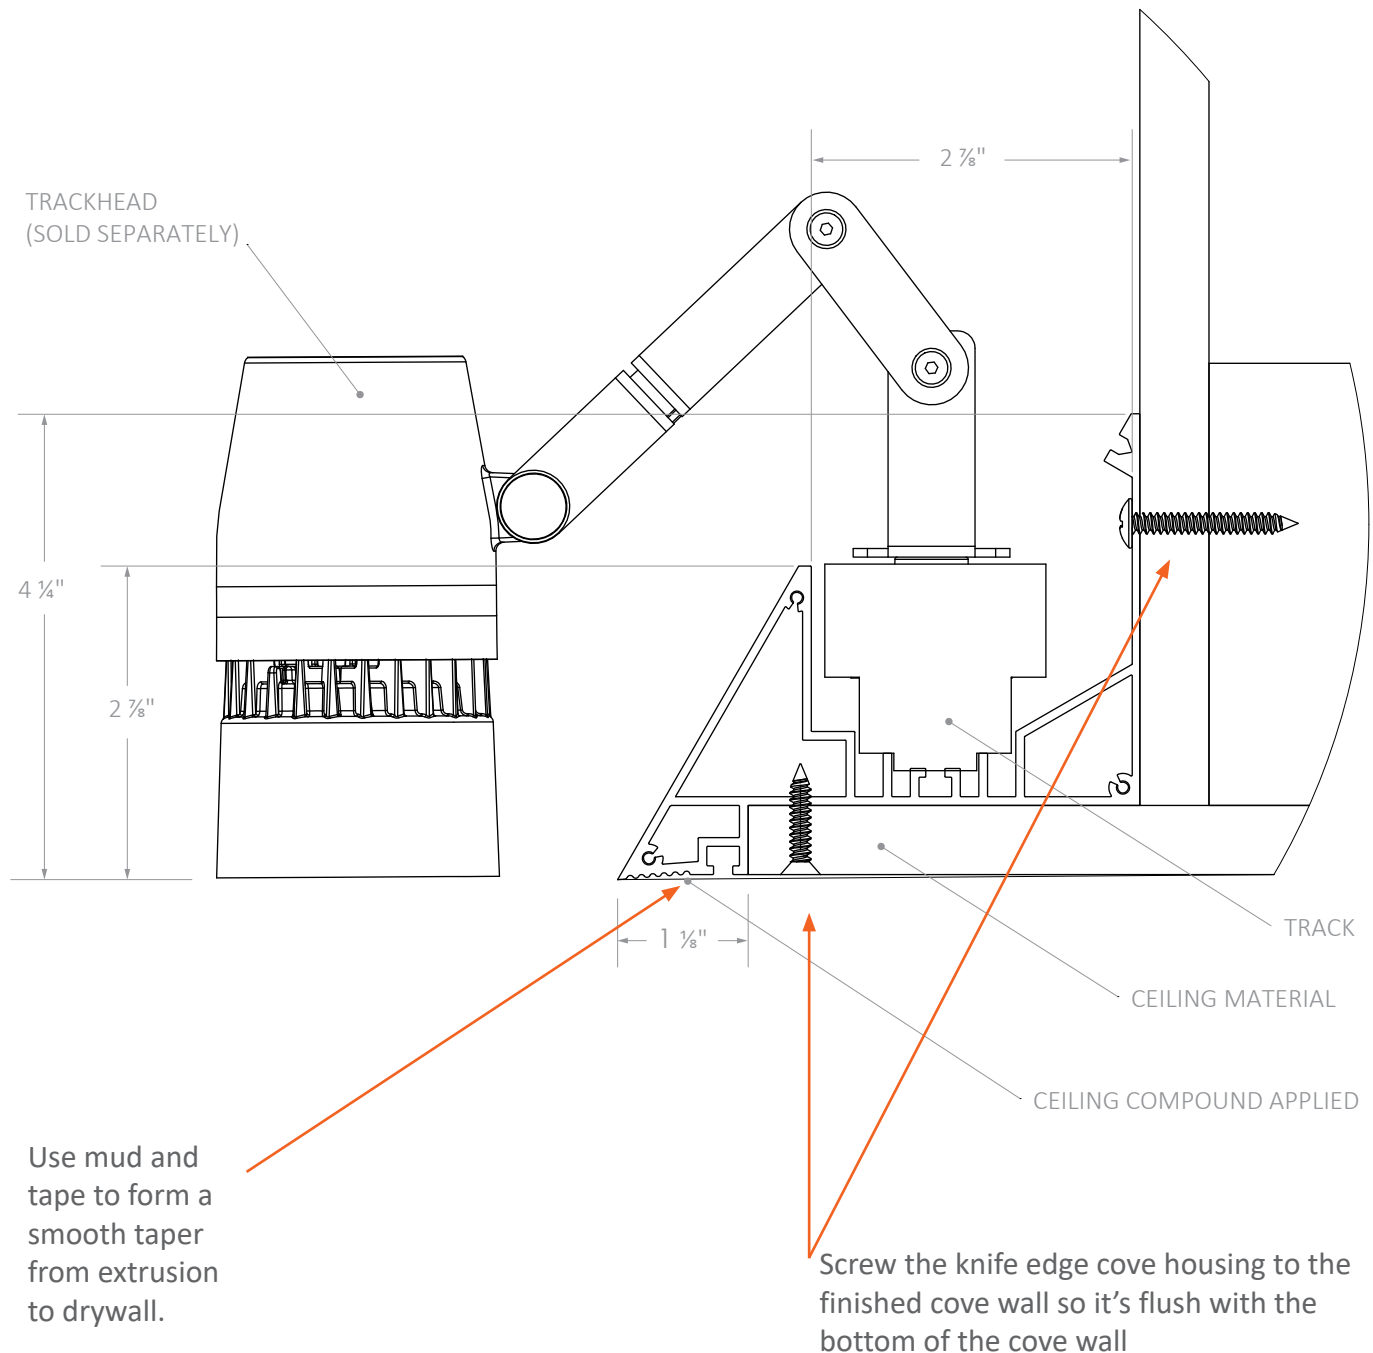 2 ⅞"
TRACKHEAD
(SOLD SEPARATELY)
4 ¼"
2 ⅞"
1 ⅛"
TRACK
CEILING MATERIAL
CEILING COMPOUND APPLIED
Use mud and
tape to form a
smooth taper
from extrusion
to drywall.
Screw the knife edge cove housing to the
finished cove wall so it’s flush with the
bottom of the cove wall